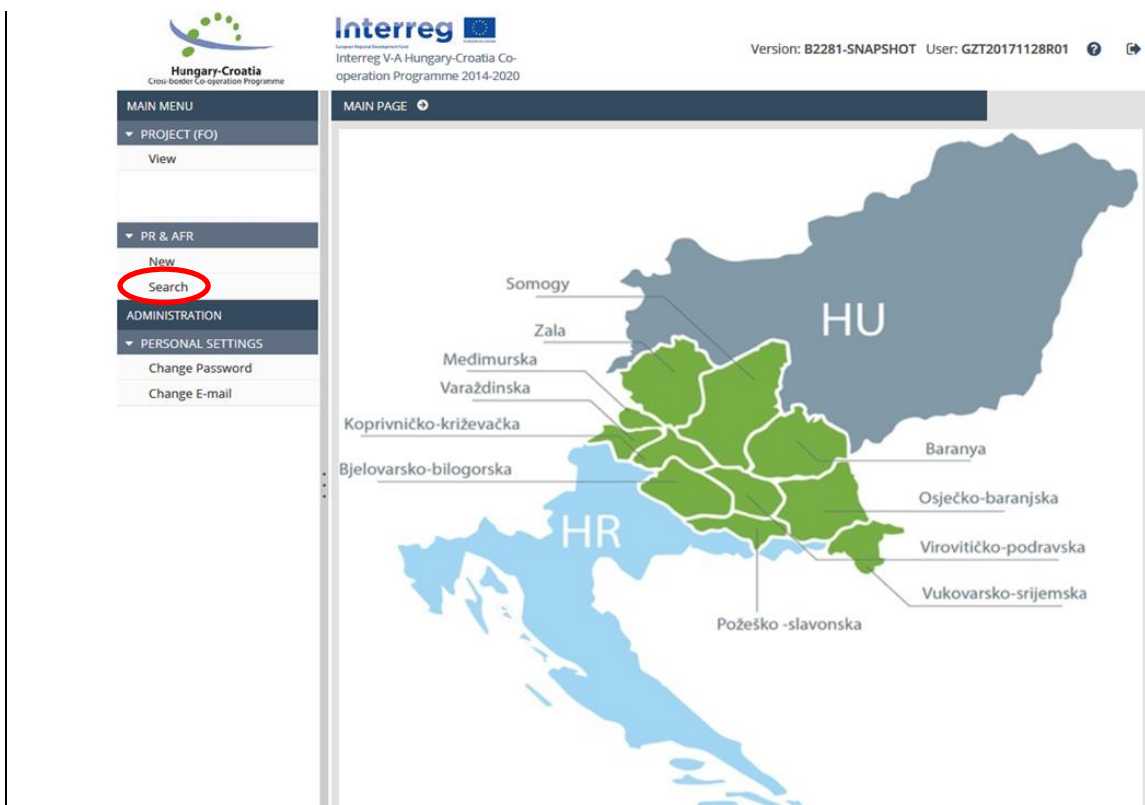 Hungary-Croatia
Cross-border Co-operation Programme
Interreg
European Regional Development Fund
Interreg V-A Hungary-Croatia Co-
operation Programme 2014-2020
Version: B2281-SNAPSHOT User: GZT20171128R01
MAIN MENU
PROJECT (FO)
View
PR & AFR
New
Search
ADMINISTRATION
PERSONAL SETTINGS
Change Password
Change E-mail
MAIN PAGE
HU
Somogy
Zala
Međimurska
Varaždinska
Koprivničko-križevačka
Bjelovarsko-bilogorska
Baranya
Osječko-baranjska
HR
Virovitičko-podravska
Vukovarsko-srijemska
Požeško -slavonska